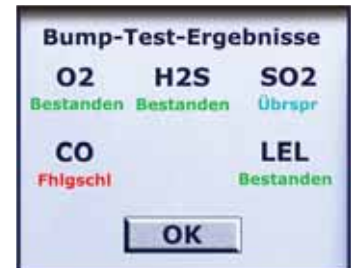 Bump-Test-Ergebnisse
O2 H2S SO2
Bestanden Bestanden Übrspr
CO LEL
Fhlgschl Bestanden
OK